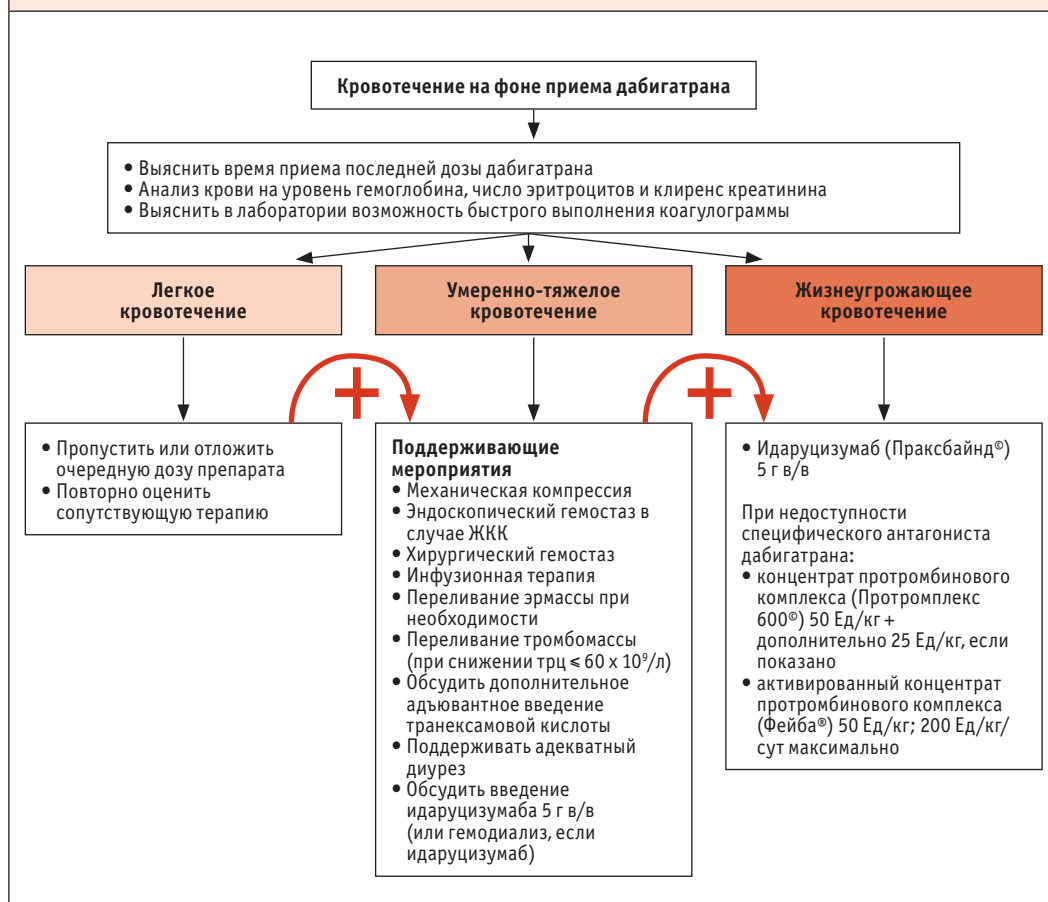 Кровотечение на фоне приема дабигатрана
• Выяснить время приема последней дозы дабигатрана
• Анализ крови на уровень гемоглобина, число эритроцитов и клиренс креатинина
• Выяснить в лаборатории возможность быстрого выполнения коагулограммы
Легкое
кровотечение
Умеренно-тяжелое
кровотечение
Жизнеугрожающее
кровотечение
+
+
• Пропустить или отложить
очередную дозу препарата
• Повторно оценить
сопутствующую терапию
Поддерживающие
мероприятия
• Механическая компрессия
• Эндоскопический гемостаз в
случае ЖКК
• Хирургический гемостаз
• Инфузионная терапия
• Переливание эрмассы при
необходимости
• Переливание тромбомассы
(при снижении трц ⩽ 60 x 10⁹/л)
• Обсудить дополнительное
адъювантное введение
транексамовой кислоты
• Поддерживать адекватный
диурез
• Обсудить введение
идаруцизумаба 5 г в/в
(или гемодиализ, если
идаруцизумаб)
• Идаруцизумаб (Праксбайнд©)
5 г в/в
При недоступности
специфического антагониста
дабигатрана:
• концентрат протромбинового
комплекса (Протромплекс
600©) 50 Ед/кг +
дополнительно 25 Ед/кг, если
показано
• активированный концентрат
протромбинового комплекса
(Фейба®) 50 Ед/кг; 200 Ед/кг/
сут максимально